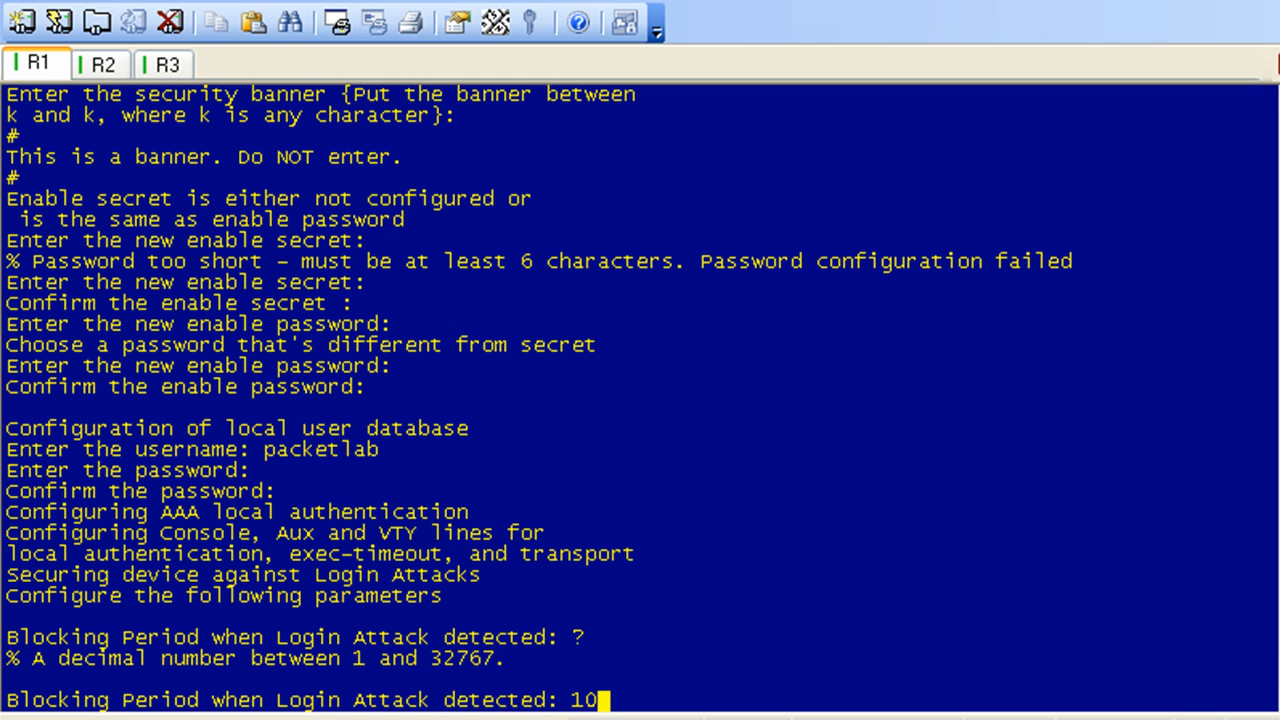 R1
R2
R3
Enter the security banner {Put the banner between
k and k, where k is any character}:
#
This is a banner. Do NOT enter.
#
Enable secret is either not configured or
 is the same as enable password
Enter the new enable secret:
% Password too short - must be at least 6 characters. Password configuration failed
Enter the new enable secret:
Confirm the enable secret :
Enter the new enable password:
Choose a password that's different from secret
Enter the new enable password:
Confirm the enable password:
Configuration of local user database
Enter the username: packetlab
Enter the password:
Confirm the password:
Configuring AAA local authentication
Configuring Console, Aux and VTY lines for
local authentication, exec-timeout, and transport
Securing device against Login Attacks
Configure the following parameters
Blocking Period when Login Attack detected: ?
% A decimal number between 1 and 32767.
Blocking Period when Login Attack detected: 10